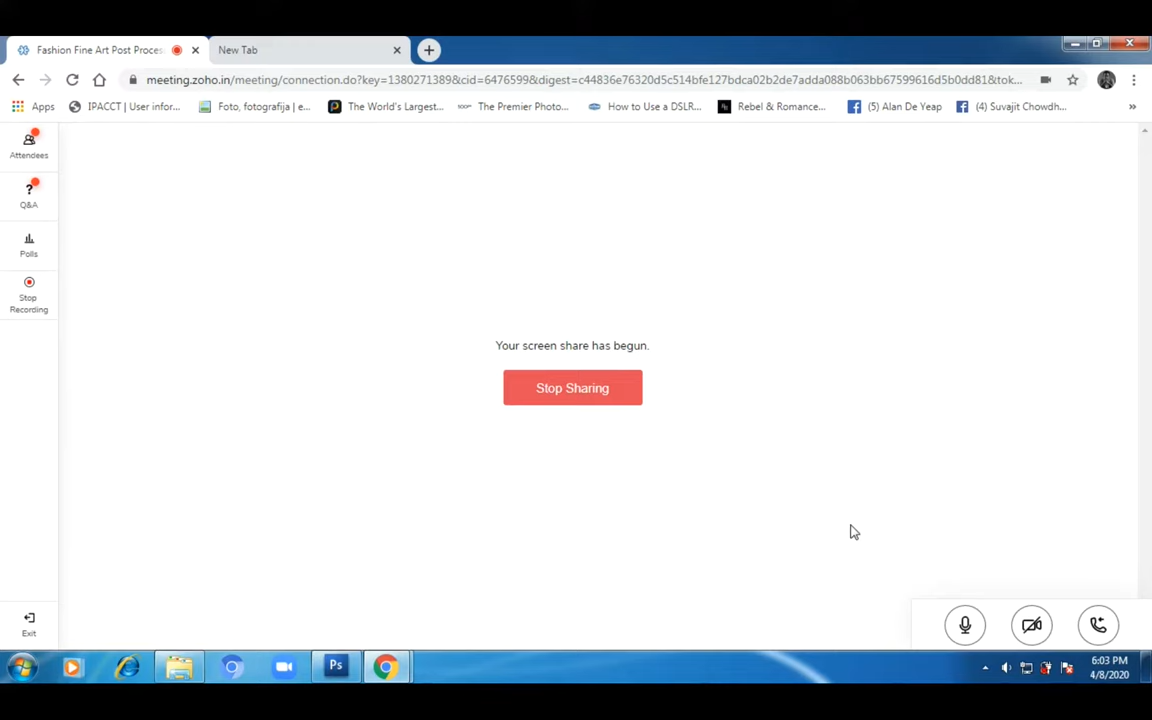 Fashion Fine Art Post Proces
New Tab
meeting.zoho.in/meeting/connection.do?key=1380271389&cid=6476599&digest=c44836e76320d5c514bfe127bdca02b2de7adda088b063bb67599616d5b0dd81&tok...
Apps
IPACCT | User infor...
Foto, fotografija | e...
The World's Largest...
The Premier Photo...
How to Use a DSLR...
Rebel & Romance...
(5) Alan De Yeap
(4) Suvajit Chowdh...
Attendees
Q&A
Polls
Stop
Recording
Your screen share has begun.
Stop Sharing
Exit
Ps
6:03 PM
4/8/2020